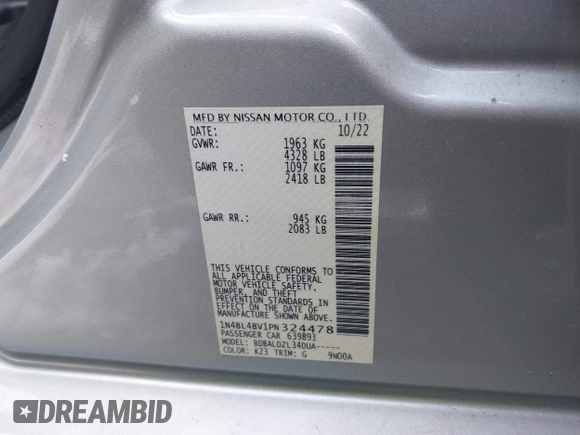 MFD BY NISSAN MOTOR CO., LTD.
DATE: 10/22
GVWR: 1963 KG
4328 LB
GAWR FR.: 1097 KG
2418 LB
GAWR RR.: 945 KG
2083 LB
THIS VEHICLE CONFORMS TO
ALL APPLICABLE FEDERAL
MOTOR VEHICLE SAFETY,
BUMPER, AND THEFT
PREVENTION STANDARDS IN
EFFECT ON THE DATE OF
MANUFACTURE SHOWN ABOVE.
1N4BL4BV1PN324478
PASSENGER CAR 639893
MODEL: BDBALDZL34DUA-----
COLOR: K23 TRIM: G 9N00A
DREAMBID
DREAMBID